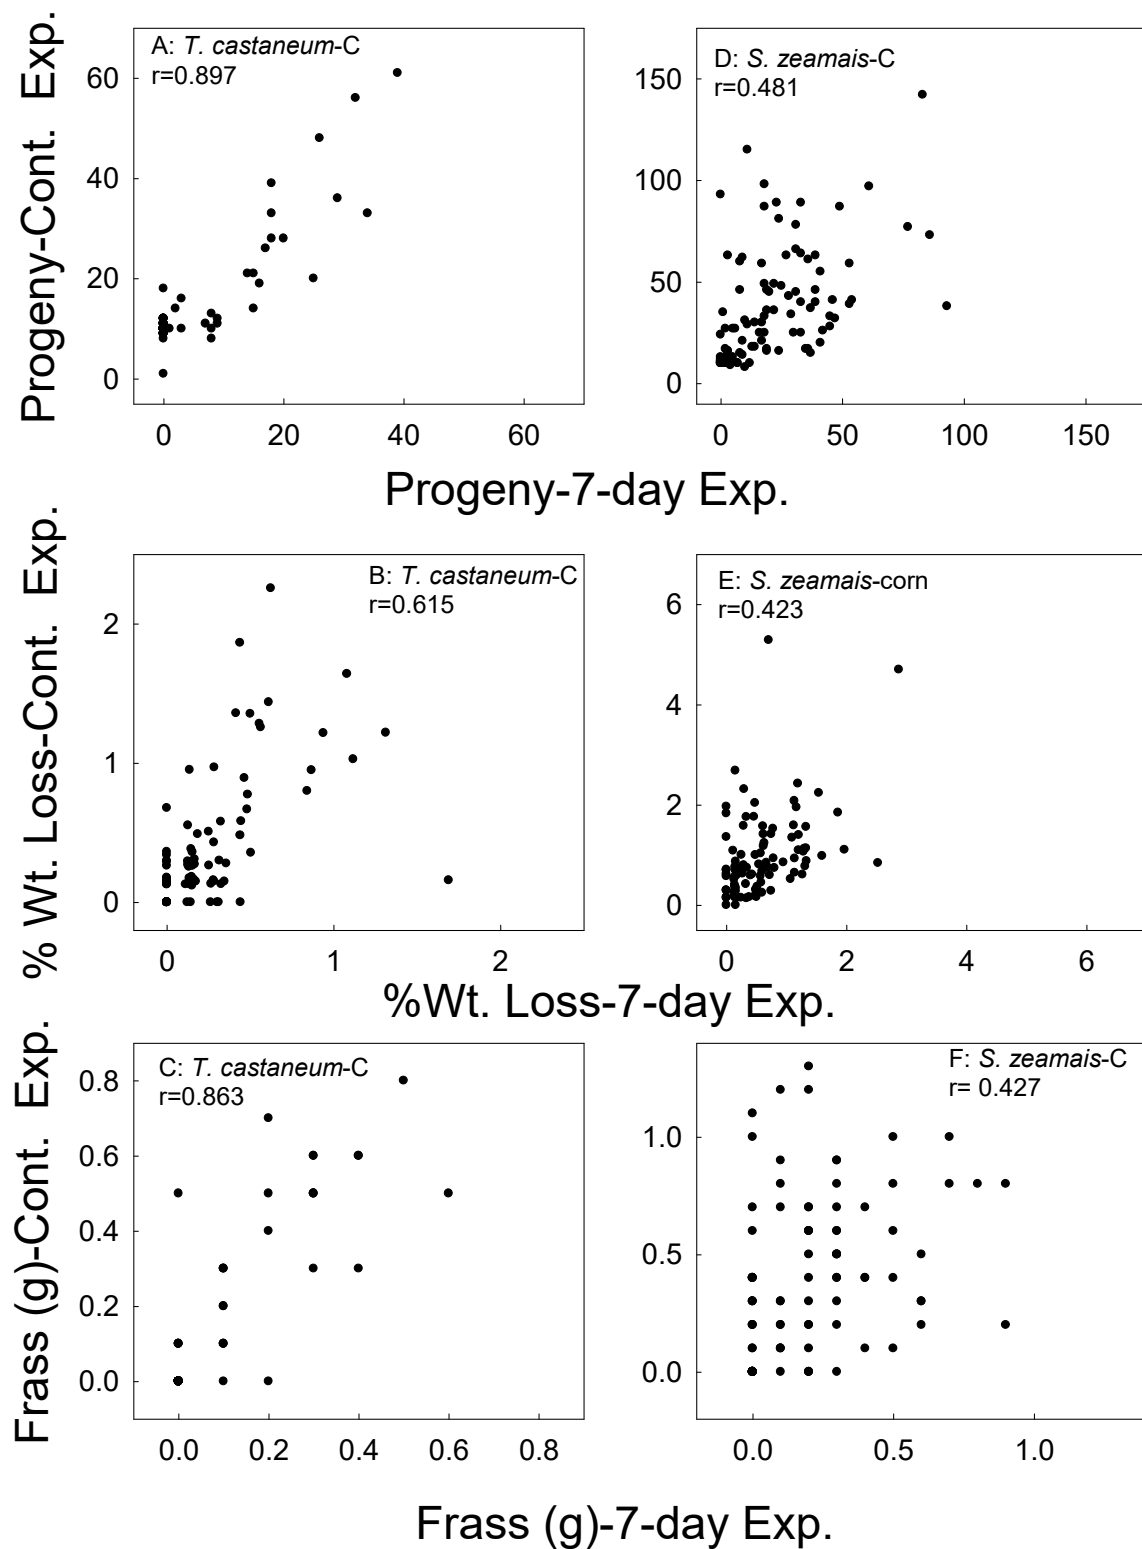 Progeny-Cont. Exp.
A: T. castaneum-C
r=0.897
60
40
20
0
0 20 40 60
D: S. zeamais-C
r=0.481
150
100
50
0
0 50 100 150
Progeny-7-day Exp.
% Wt. Loss-Cont. Exp.
B: T. castaneum-C
r=0.615
2
1
0
0 1 2
E: S. zeamais-corn
r=0.423
6
4
2
0
0 2 4 6
%Wt. Loss-7-day Exp.
Frass (g)-Cont. Exp.
C: T. castaneum-C
r=0.863
0.8
0.6
0.4
0.2
0.0
0.0 0.2 0.4 0.6 0.8
F: S. zeamais-C
r= 0.427
1.0
0.5
0.0
0.0 0.5 1.0
Frass (g)-7-day Exp.